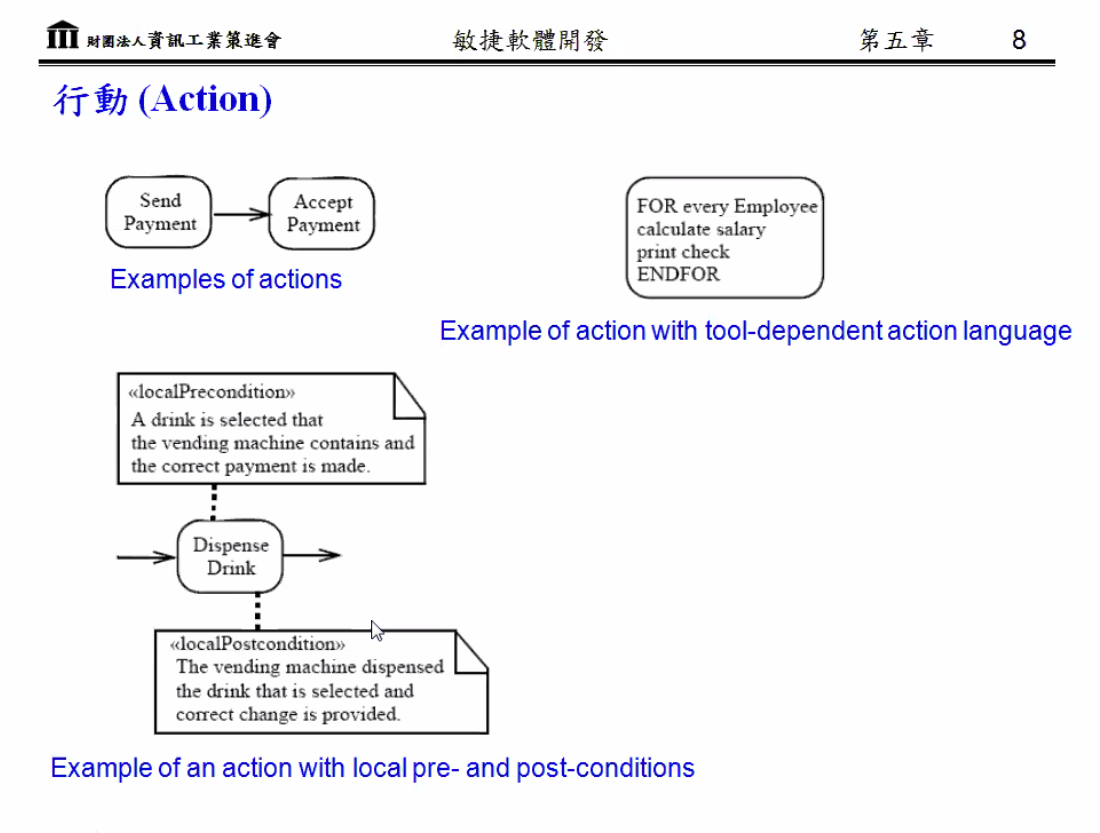 財團法人資訊工業策進會 敏捷軟體開發 第五章 8
行動 (Action)
Send
Payment
Accept
Payment
Examples of actions
FOR every Employee
calculate salary
print check
ENDFOR
Example of action with tool-dependent action language
«localPrecondition»
A drink is selected that
the vending machine contains and
the correct payment is made.
Dispense
Drink
«localPostcondition»
The vending machine dispensed
the drink that is selected and
correct change is provided.
Example of an action with local pre- and post-conditions